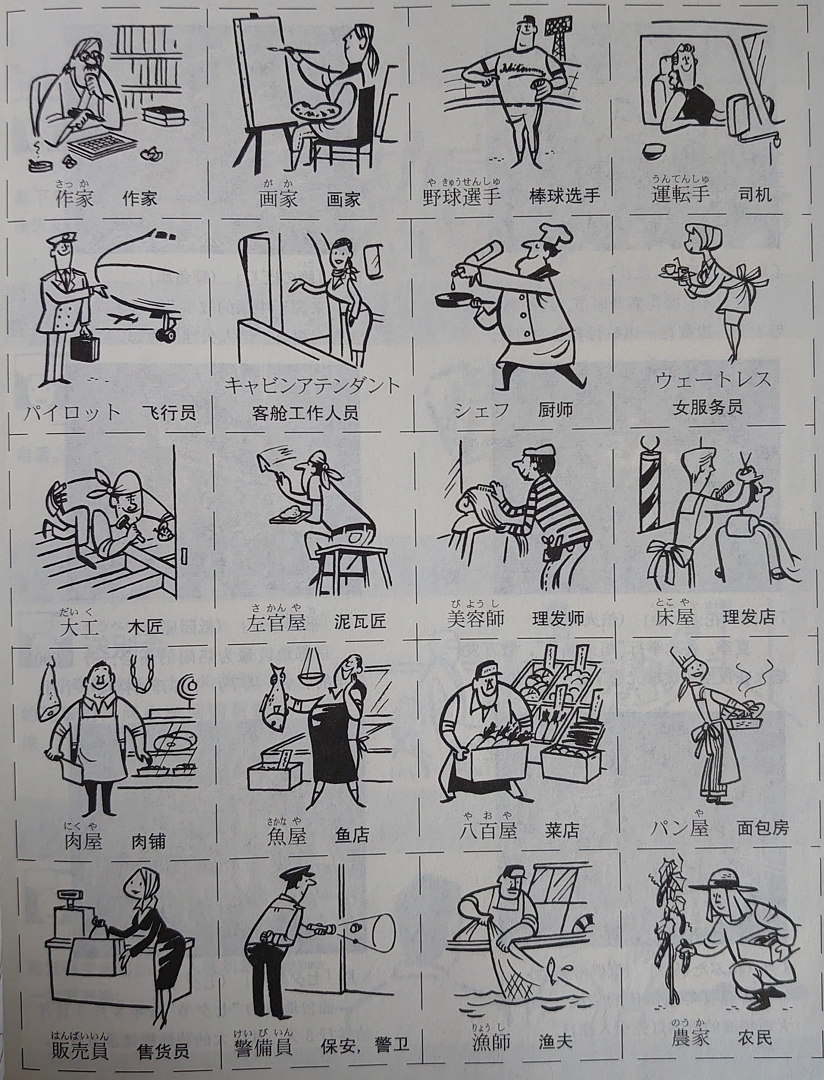 さっか
作家 作家
がか
画家 画家
やきゅうせんしゅ
野球選手 棒球选手
うんてんしゅ
運転手 司机
パイロット 飞行员
キャビンアテンダント
客舱工作人员
シェフ 厨师
ウェートレス
女服务员
だいく
大工 木匠
さかんや
左官屋 泥瓦匠
びようし
美容師 理发师
とこや
床屋 理发店
にくや
肉屋 肉铺
さかなや
魚屋 鱼店
やおや
八百屋 菜店
や
パン屋 面包房
はんばいいん
販売員 售货员
けいびいん
警備員 保安，警卫
りょうし
漁師 渔夫
のうか
農家 农民